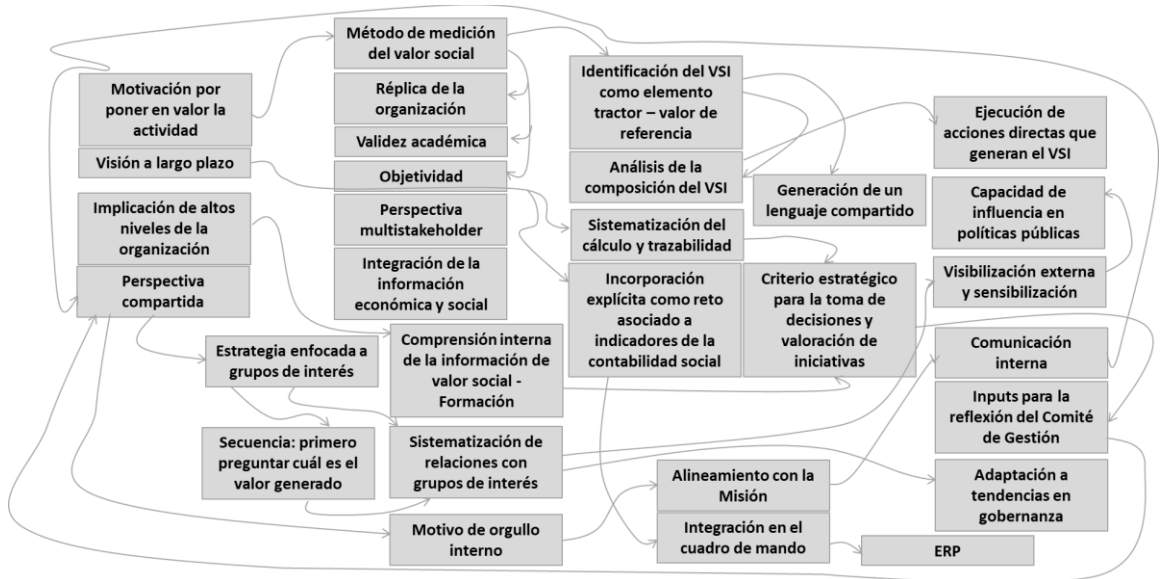 Motivación por
poner en valor la
actividad
Visión a largo plazo
Implicación de altos
niveles de la
organización
Perspectiva
compartida
Estrategia enfocada a
grupos de interés
Secuencia: primero
preguntar cuál es el
valor generado
Método de medición
del valor social
Réplica de la
organización
Validez académica
Objetividad
Perspectiva
multistakeholder
Integración de la
información
económica y social
Comprensión interna
de la información de
valor social -
Formación
Sistematización de
relaciones con
grupos de interés
Motivo de orgullo
interno
Identificación del VSI
como elemento
tractor – valor de
referencia
Análisis de la
composición del VSI
Sistematización del
cálculo y trazabilidad
Incorporación
explícita como reto
asociado a
indicadores de la
contabilidad social
Alineamiento con la
Misión
Integración en el
cuadro de mando
Generación de un
lenguaje compartido
Criterio estratégico
para la toma de
decisiones y
valoración de
iniciativas
Ejecución de
acciones directas que
generan el VSI
Capacidad de
influencia en
políticas públicas
Visibilización externa
y sensibilización
Comunicación
interna
Inputs para la
reflexión del Comité
de Gestión
Adaptación a
tendencias en
gobernanza
ERP